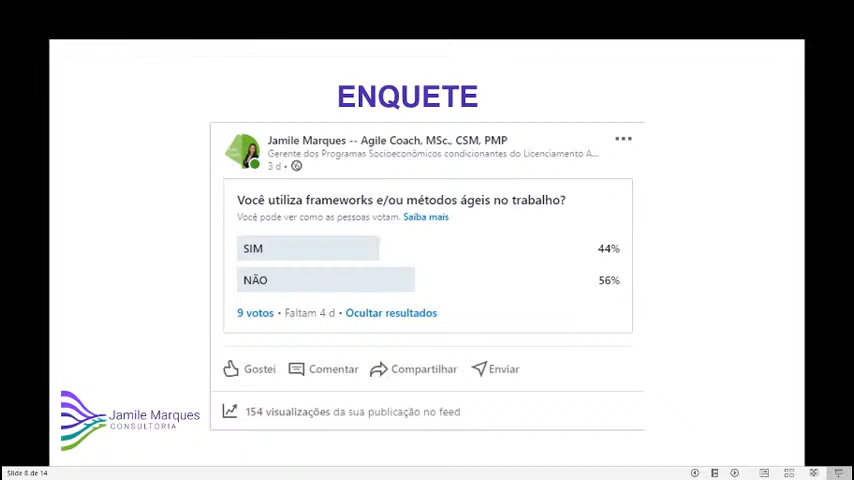 ENQUETE
Jamile Marques -- Agile Coach, MSc., CSM, PMP
Gerente dos Programas Socioeconômicos condicionantes do Licenciamento A...
3 d •
Você utiliza frameworks e/ou métodos ágeis no trabalho?
Você pode ver como as pessoas votam. Saiba mais
SIM 44%
NÃO 56%
9 votos • Faltam 4 d • Ocultar resultados
Gostei Comentar Compartilhar Enviar
154 visualizações da sua publicação no feed
Jamile Marques
CONSULTORIA
Slide 8 de 14